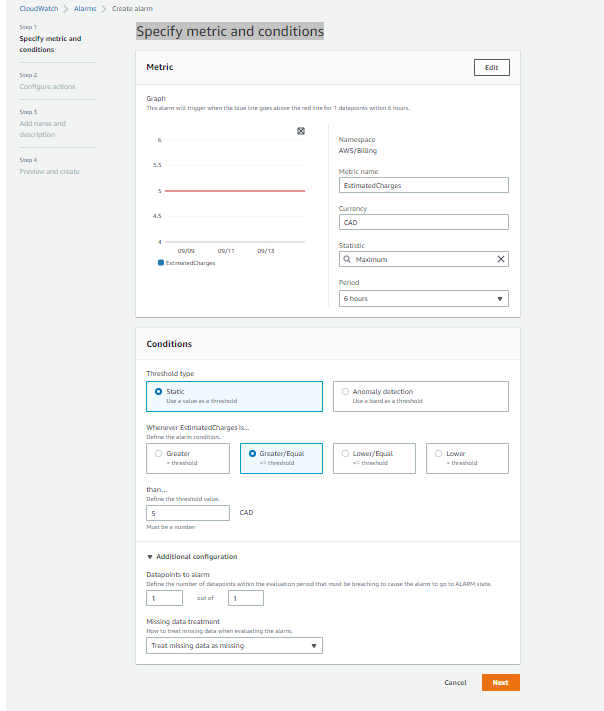 CloudWatch > Alarms > Create alarm
Step 1
Specify metric and
conditions
Step 2
Configure actions
Step 3
Add name and
description
Step 4
Preview and create
Specify metric and conditions
Metric
Edit
Graph
This alarm will trigger when the blue line goes above the red line for 1 datapoints within 6 hours.
6
5.5
5
4.5
4
09/09 09/11 09/13
EstimatedCharges
Namespace
AWS/Billing
Metric name
EstimatedCharges
Currency
CAD
Statistic
Maximum
Period
6 hours
Conditions
Threshold type
Static
Use a value as a threshold
Anomaly detection
Use a band as a threshold
Whenever EstimatedCharges is...
Define the alarm condition.
Greater
> threshold
Greater/Equal
>= threshold
Lower/Equal
<= threshold
Lower
< threshold
than...
Define the threshold value.
5 CAD
Must be a number
Additional configuration
Datapoints to alarm
Define the number of datapoints within the evaluation period that must be breaching to cause the alarm to go to ALARM state.
1 out of 1
Missing data treatment
How to treat missing data when evaluating the alarm.
Treat missing data as missing
Cancel Next